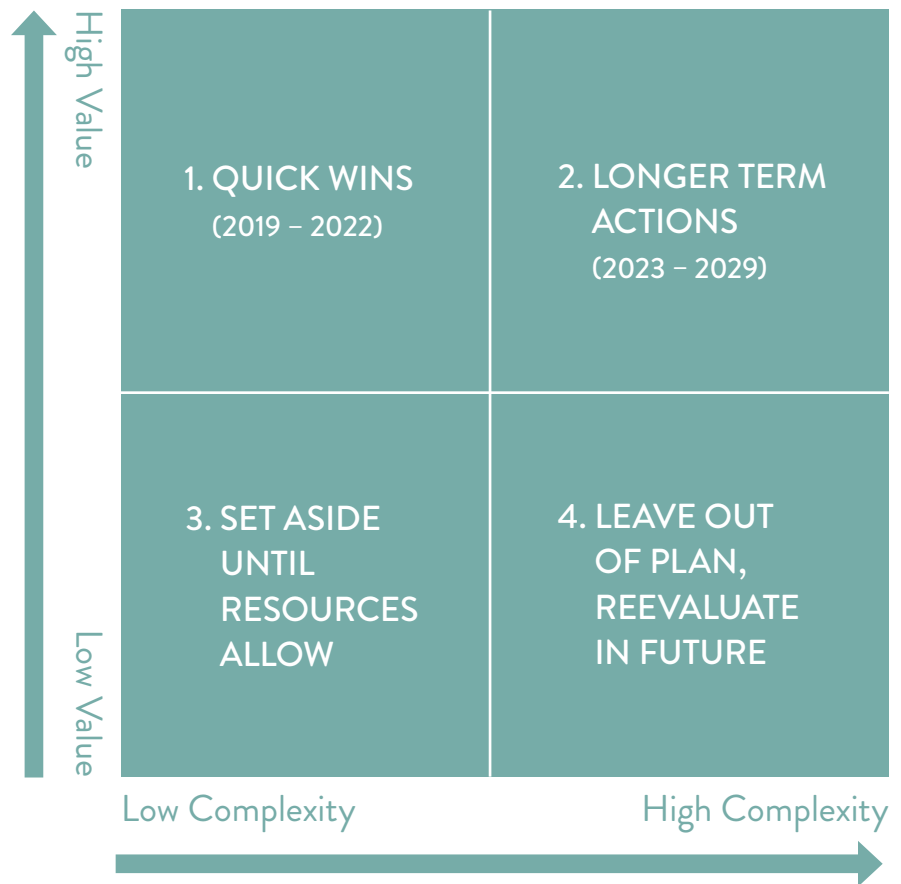 High Value
1. QUICK WINS
(2019 – 2022)
2. LONGER TERM
ACTIONS
(2023 – 2029)
3. SET ASIDE
UNTIL
RESOURCES
ALLOW
4. LEAVE OUT
OF PLAN,
REEVALUATE
IN FUTURE
Low Value
Low Complexity
High Complexity